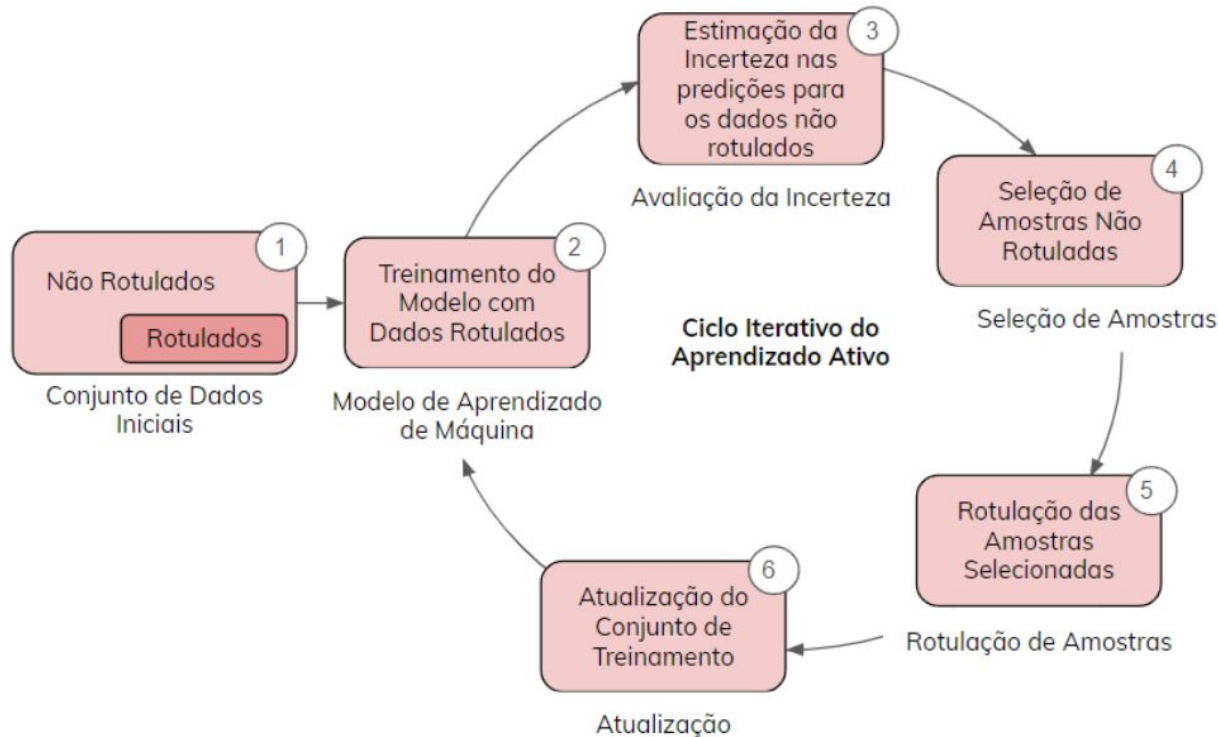 1
Não Rotulados
Rotulados
Conjunto de Dados
Iniciais
2
Treinamento do
Modelo com
Dados Rotulados
Modelo de Aprendizado
de Máquina
3
Estimação da
Incerteza nas
predições para
os dados não
rotulados
Avaliação da Incerteza
4
Seleção de
Amostras Não
Rotuladas
Seleção de Amostras
Ciclo Iterativo do
Aprendizado Ativo
5
Rotulação das
Amostras
Selecionadas
Rotulação de Amostras
6
Atualização do
Conjunto de
Treinamento
Atualização